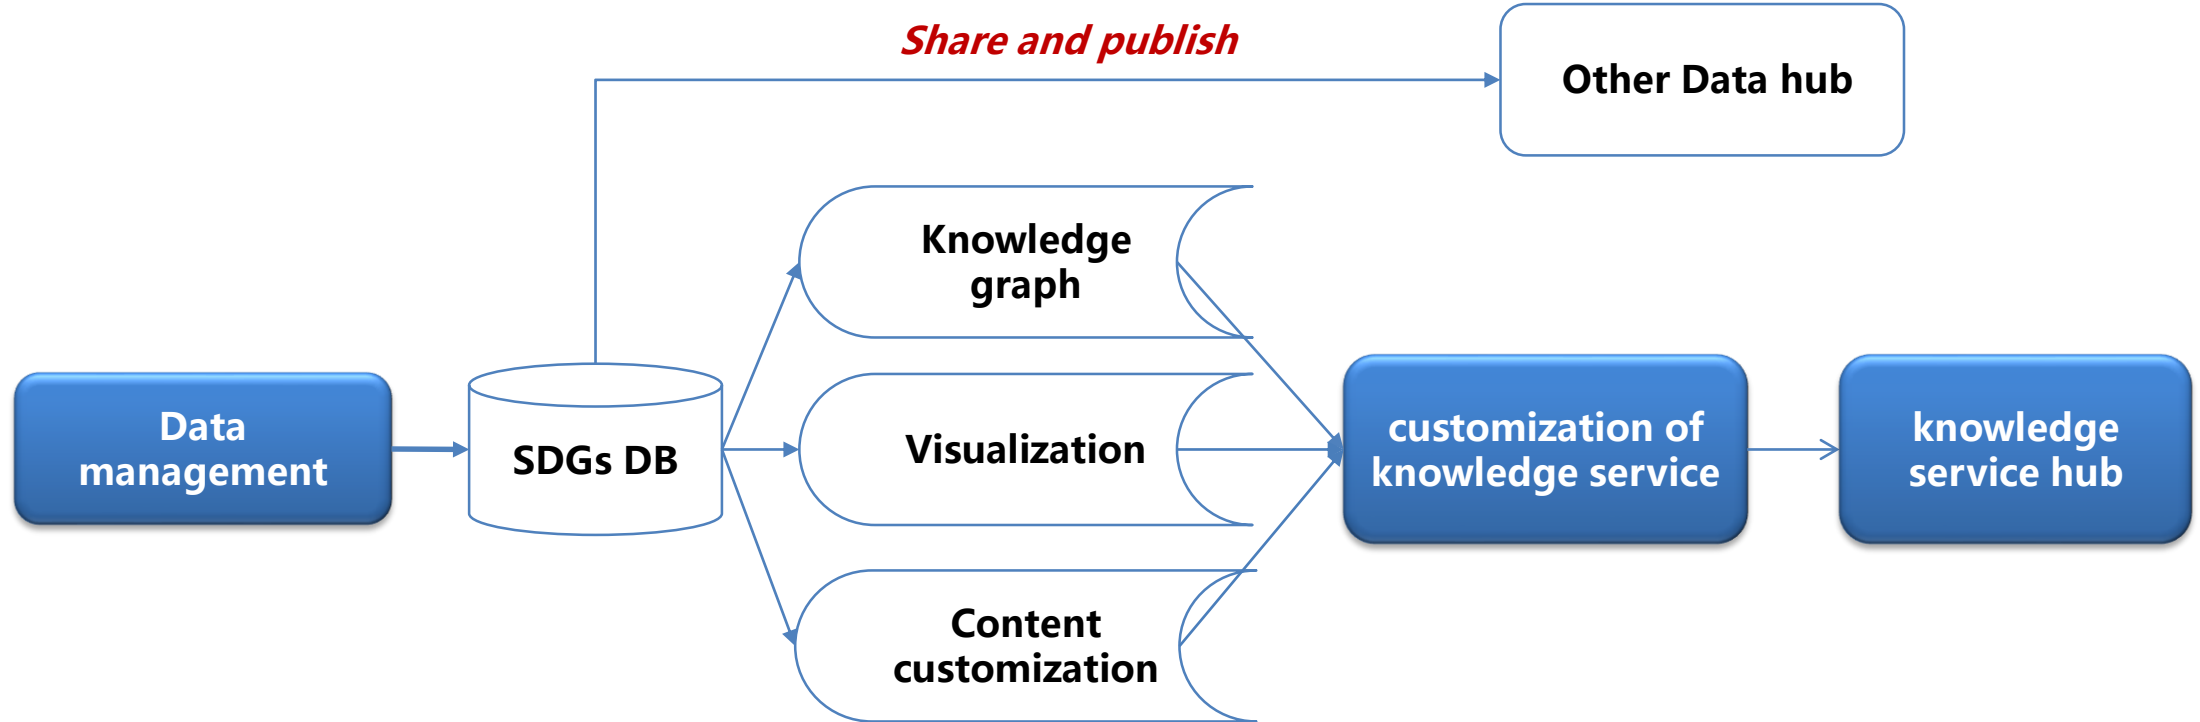 Share and publish
Other Data hub
Knowledge
graph
Data
management
SDGs DB
Visualization
customization of
knowledge service
knowledge
service hub
Content
customization